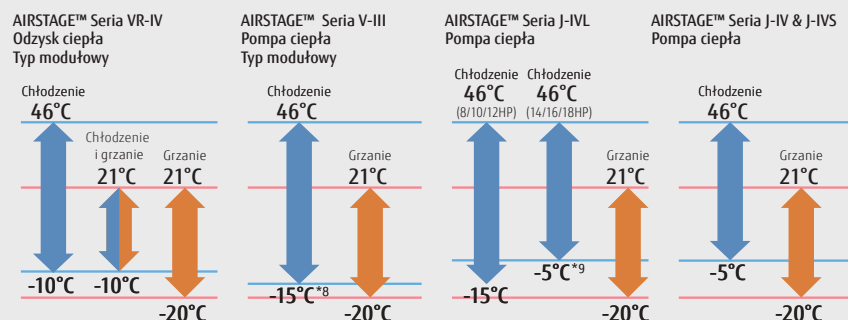 AIRSTAGE™ Seria VR-IV
Odzysk ciepła
Typ modułowy
Chłodzenie
46°C
Chłodzenie
i grzanie
21°C
Grzanie
21°C
-10°C
-10°C
-20°C
AIRSTAGE™ Seria V-III
Pompa ciepła
Typ modułowy
Chłodzenie
46°C
Grzanie
21°C
-15°C*8
-20°C
AIRSTAGE™ Seria J-IVL
Pompa ciepła
Chłodzenie
46°C
(8/10/12HP)
Chłodzenie
46°C
(14/16/18HP)
Grzanie
21°C
-5°C*9
-15°C
-20°C
AIRSTAGE™ Seria J-IV & J-IVS
Pompa ciepła
Chłodzenie
46°C
Grzanie
21°C
-5°C
-20°C